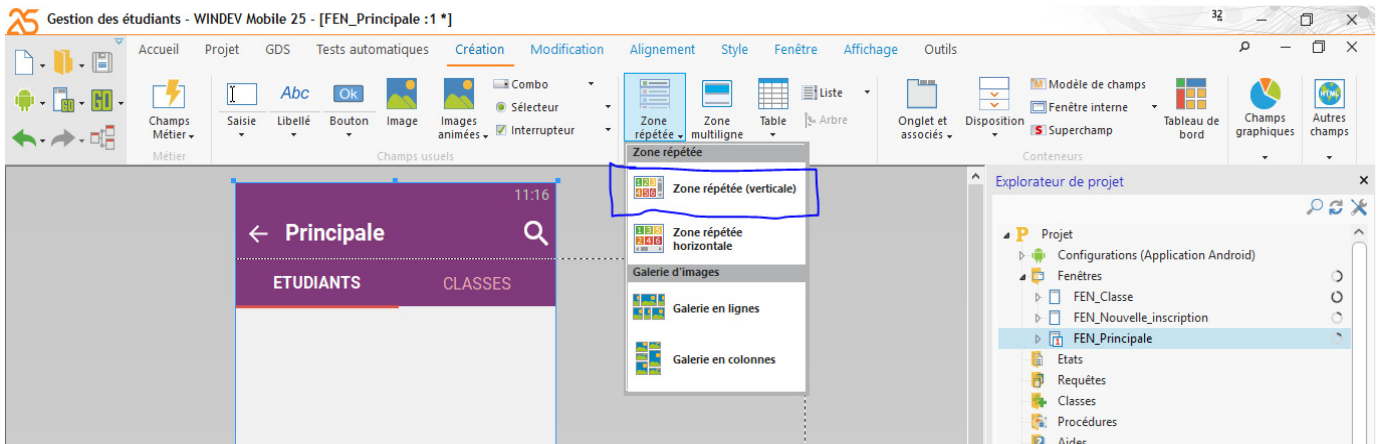 25 Gestion des étudiants - WINDEV Mobile 25 - [FEN_Principale :1 *] 32
Accueil Projet GDS Tests automatiques Création Modification Alignement Style Fenêtre Affichage Outils
Champs Métier
Saisie
Abc Libellé
Ok Bouton
Image
Images animées
Combo
Sélecteur
Interrupteur
Zone répétée
Zone multiligne
Table
Liste
Arbre
Onglet et associés
Disposition
Modèle de champs
Fenêtre interne
S Superchamp
Tableau de bord
Champs graphiques
HTML Autres champs
Métier Champs usuels Conteneurs
Zone répétée
Zone répétée (verticale)
Zone répétée horizontale
Galerie d'images
Galerie en lignes
Galerie en colonnes
11:16
Principale
ETUDIANTS CLASSES
Explorateur de projet
Projet
Configurations (Application Android)
Fenêtres
FEN_Classe
FEN_Nouvelle_inscription
FEN_Principale
Etats
Requêtes
Classes
Procédures
Aides